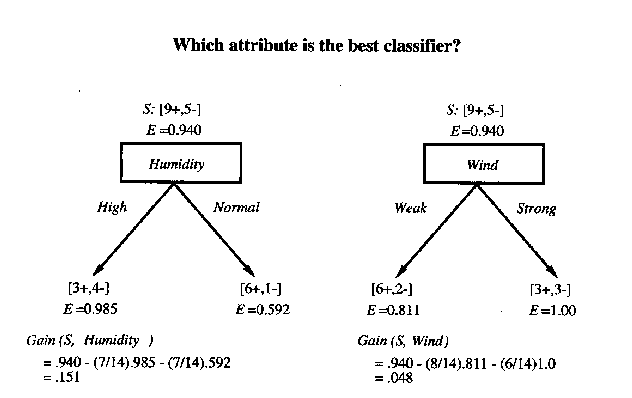 Which attribute is the best classifier?
S: [9+,5-]
E =0.940
Humidity
High
Normal
[3+,4-]
E =0.985
[6+,1-]
E =0.592
Gain (S, Humidity )
= .940 - (7/14).985 - (7/14).592
= .151
S: [9+,5-]
E =0.940
Wind
Weak
Strong
[6+,2-]
E =0.811
[3+,3-]
E =1.00
Gain (S, Wind)
= .940 - (8/14).811 - (6/14)1.0
= .048